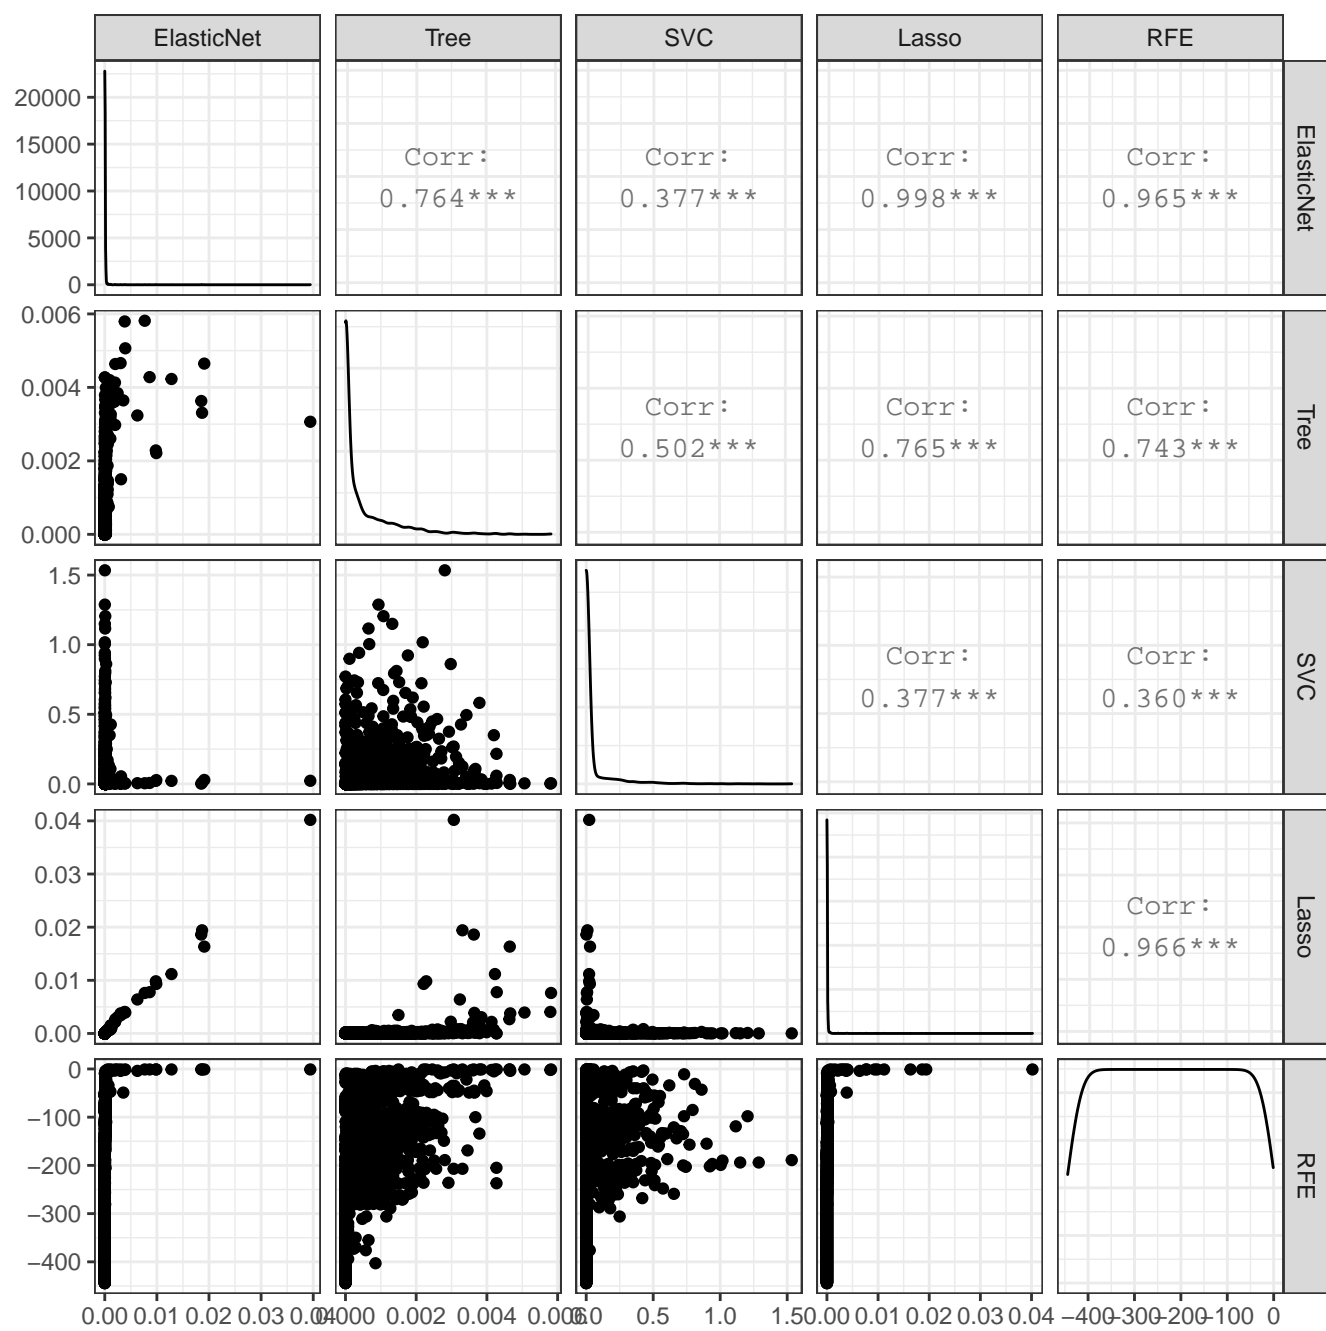 ElasticNet Tree SVC Lasso RFE
20000
15000
10000
5000
0
Corr:
0.764***
Corr:
0.377***
Corr:
0.998***
Corr:
0.965***
ElasticNet
0.006
0.004
0.002
0.000
Corr:
0.502***
Corr:
0.765***
Corr:
0.743***
Tree
1.5
1.0
0.5
0.0
Corr:
0.377***
Corr:
0.360***
SVC
0.04
0.03
0.02
0.01
0.00
Corr:
0.966***
Lasso
0
−100
−200
−300
−400
RFE
0.00 0.01 0.02 0.03 0.04
0.000 0.002 0.004 0.006
0.0 0.5 1.0 1.5
0.00 0.01 0.02 0.03 0.04
−400 −300 −200 −100 0